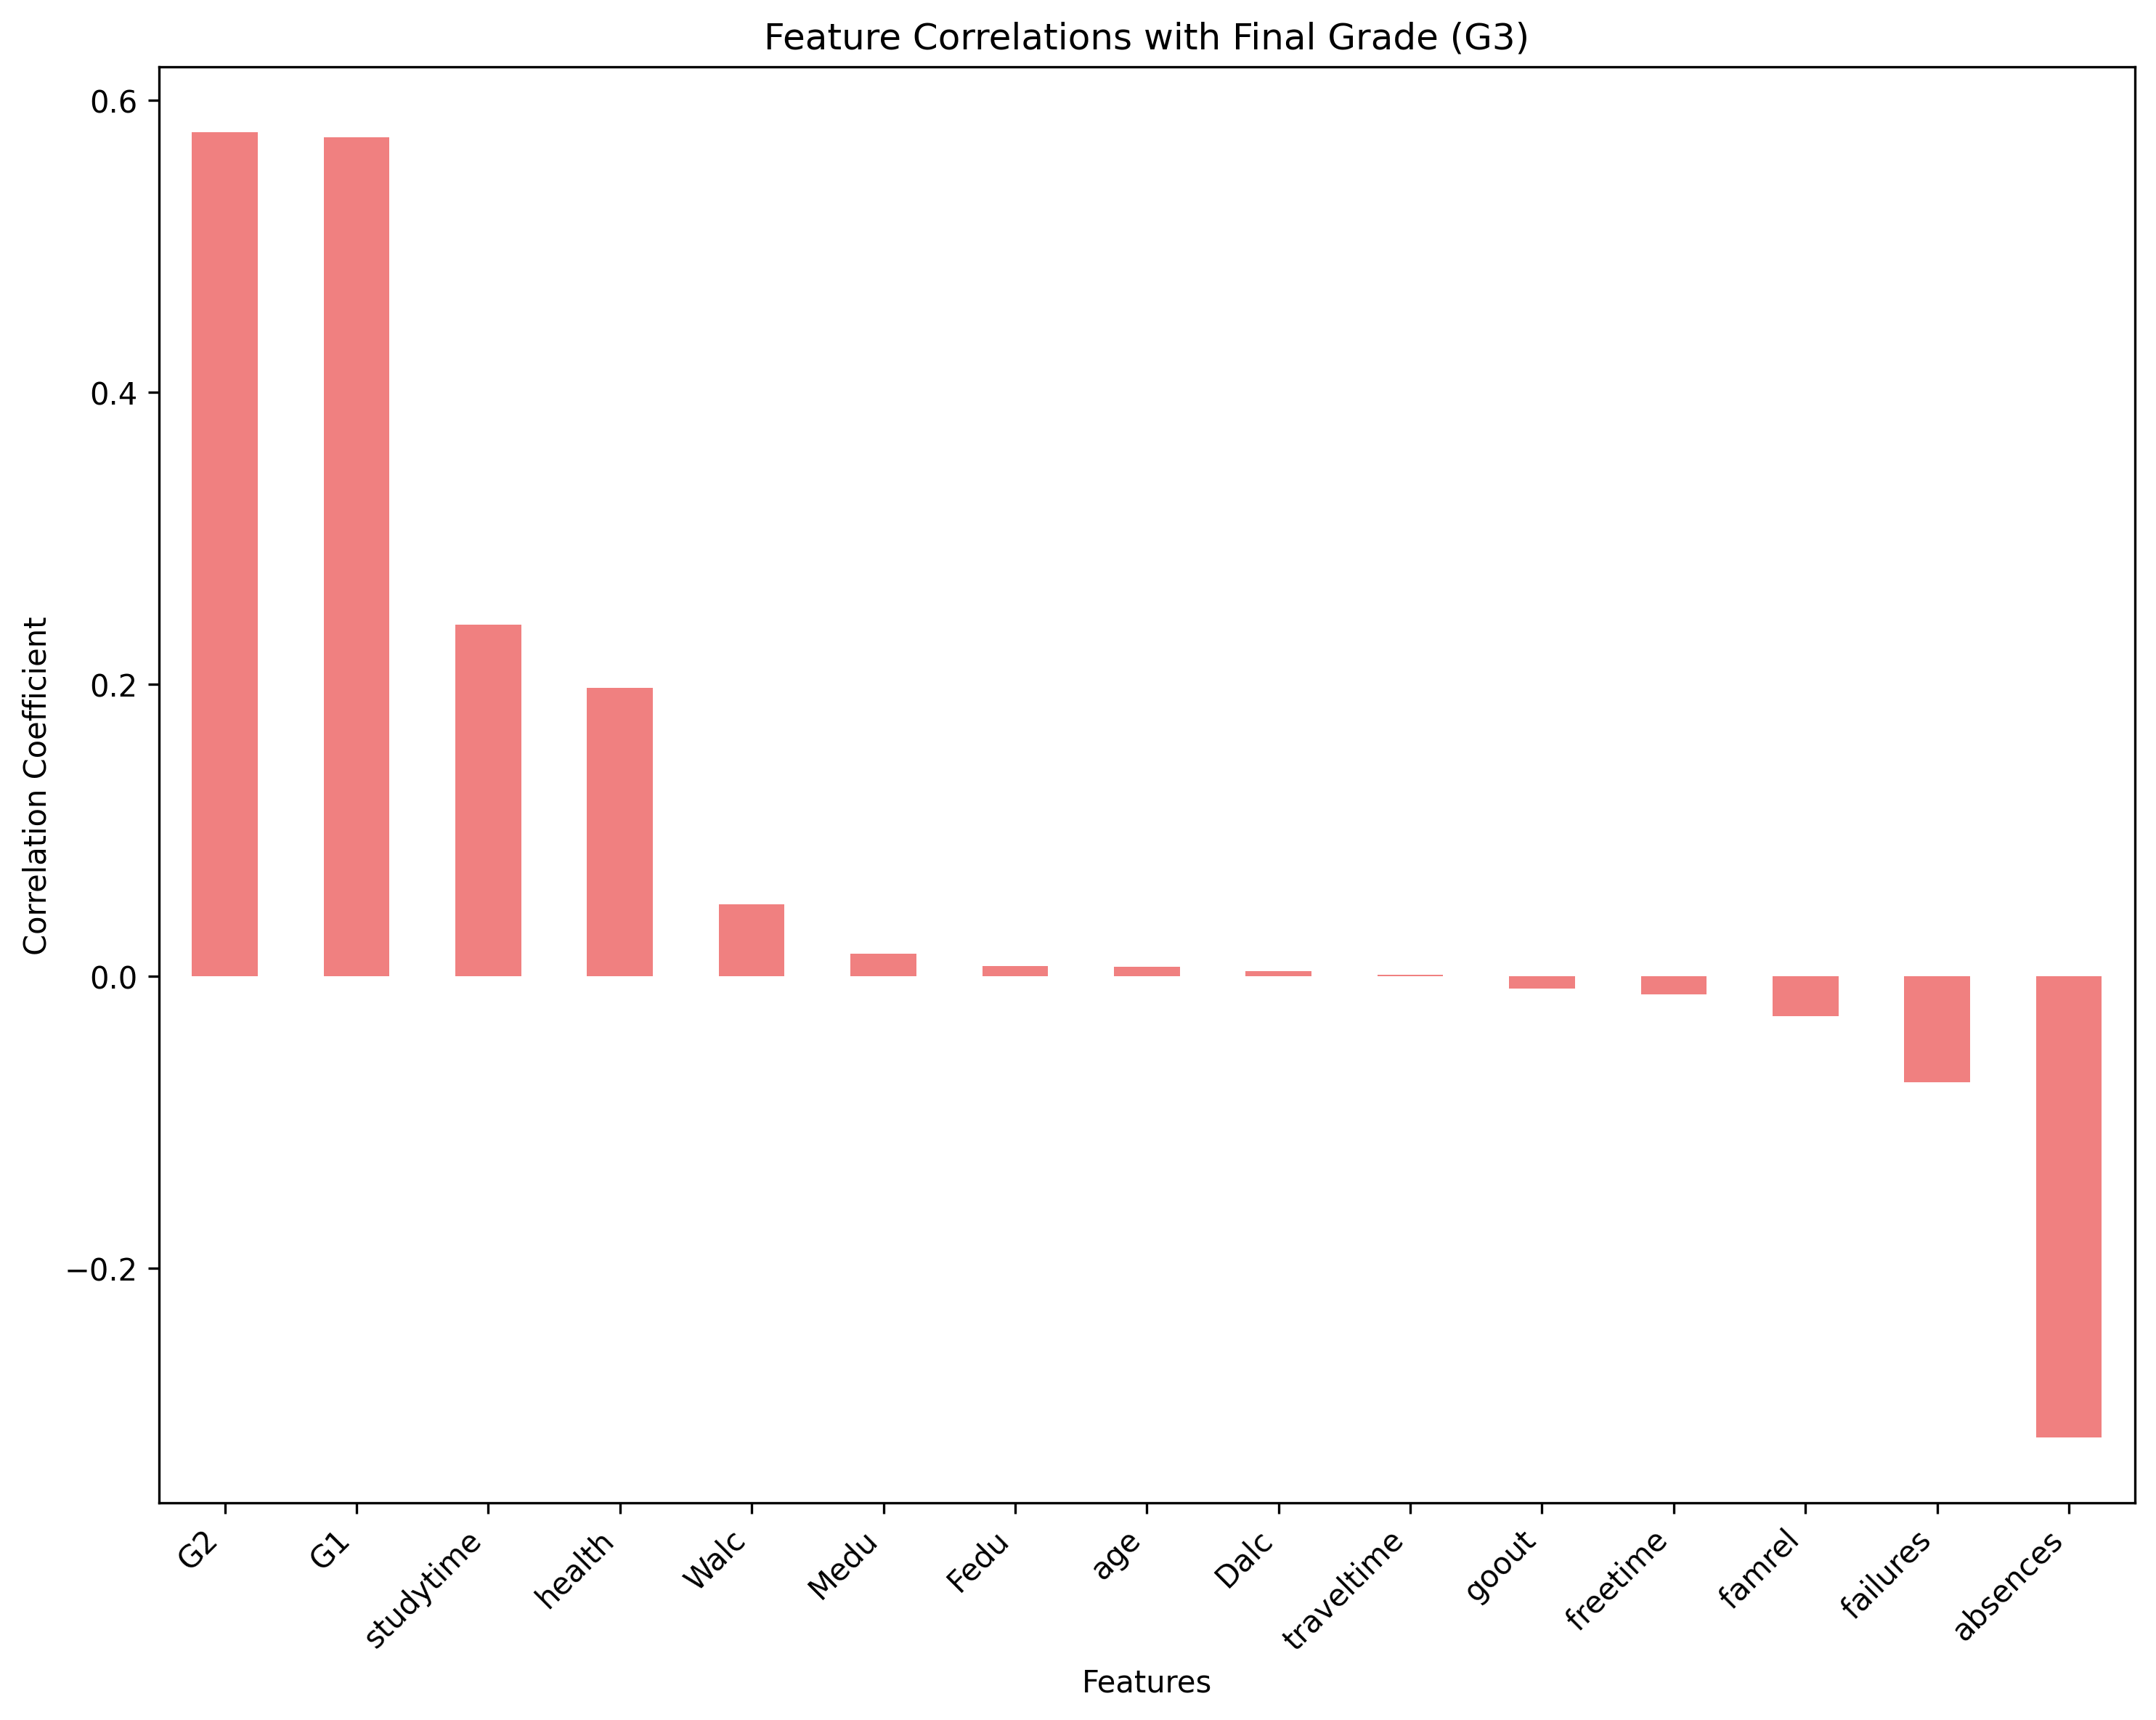 Feature Correlations with Final Grade (G3)
0.6
0.4
0.2
0.0
−0.2
Correlation Coefficient
G2
G1
studytime
health
Walc
Medu
Fedu
age
Dalc
traveltime
goout
freetime
famrel
failures
absences
Features